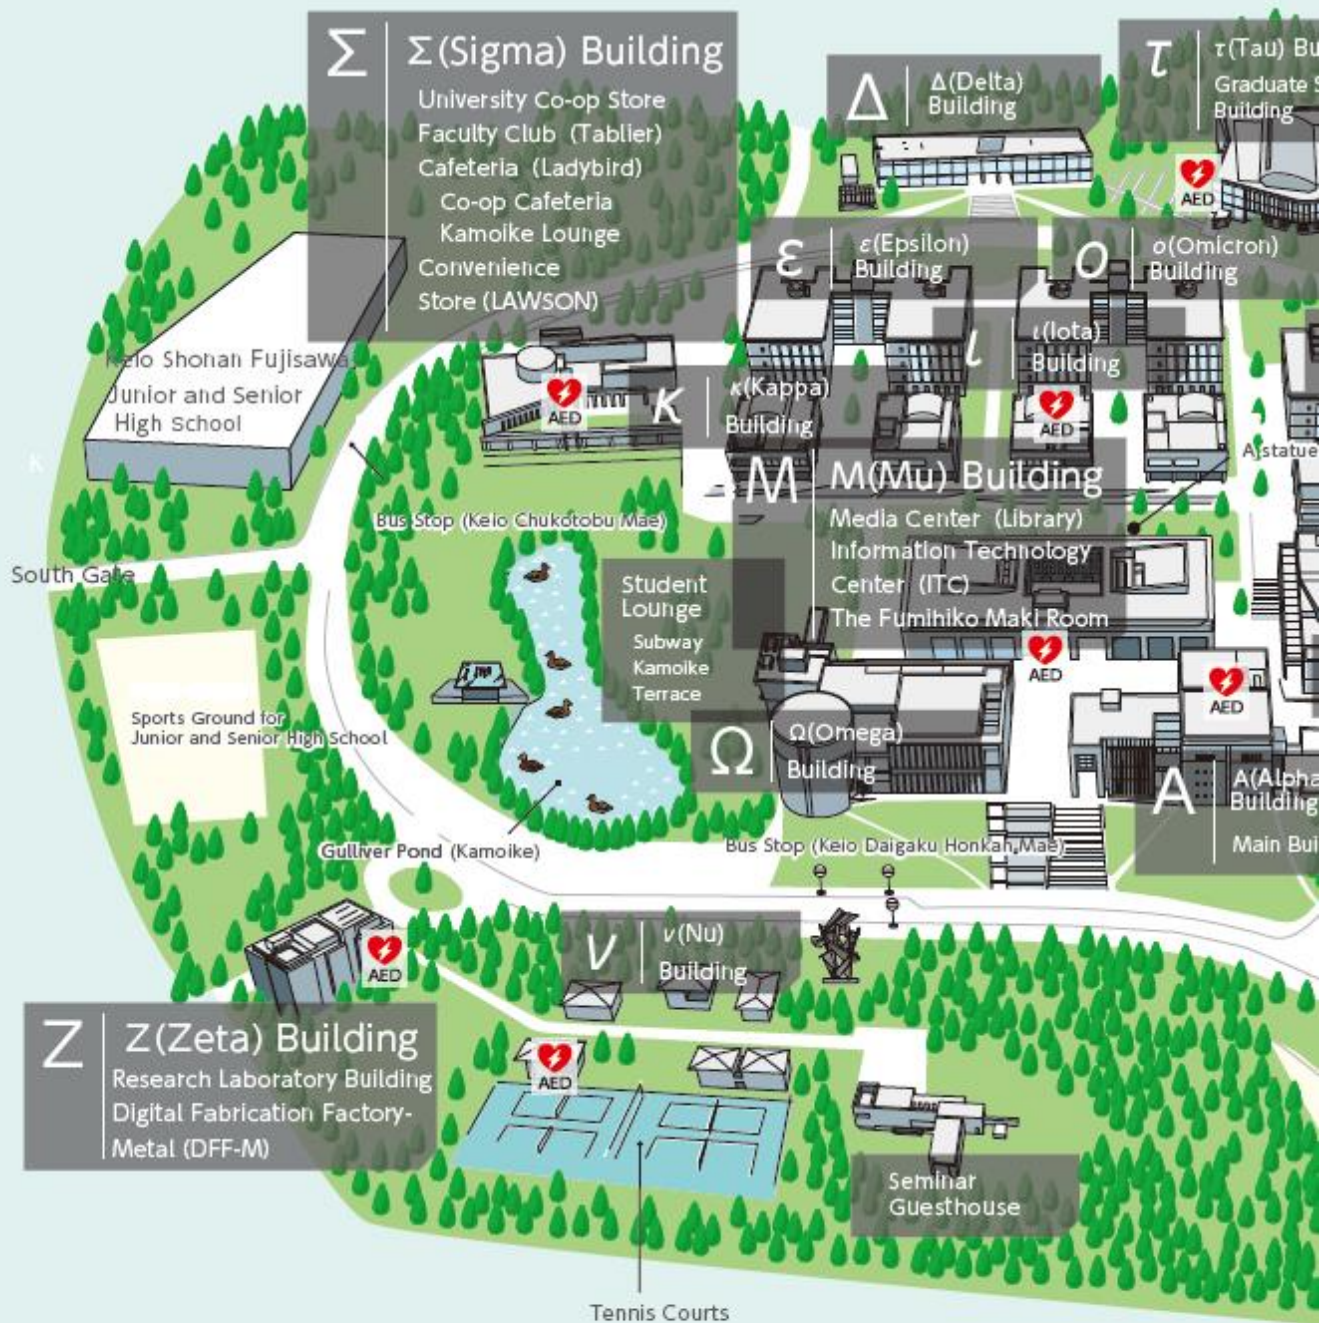 Σ
Σ(Sigma) Building
University Co-op Store
Faculty Club (Tablier)
Cafeteria (Ladybird)
Co-op Cafeteria
Kamoike Lounge
Convenience
Store (LAWSON)
Δ
Δ(Delta)
Building
τ
τ(Tau) Bu
Graduate S
Building
AED
ε
ε(Epsilon)
Building
ο
ο(Omicron)
Building
ι
ι(Iota)
Building
AED
Keio Shonan Fujisawa
Junior and Senior
High School
K
AED
κ
κ(Kappa)
Building
A statue
M
M(Mu) Building
Media Center (Library)
Information Technology
Center (ITC)
The Fumihiko Maki Room
AED
Bus Stop (Keio Chukotobu Mae)
South Gate
Student
Lounge
Subway
Kamoike
Terrace
AED
Sports Ground for
Junior and Senior High School
Ω
Ω(Omega)
Building
A
A(Alpha
Building
Main Buil
Gulliver Pond (Kamoike)
Bus Stop (Keio Daigaku Honkan Mae)
AED
ν
ν(Nu)
Building
Z
Z(Zeta) Building
Research Laboratory Building
Digital Fabrication Factory-
Metal (DFF-M)
AED
Seminar
Guesthouse
Tennis Courts